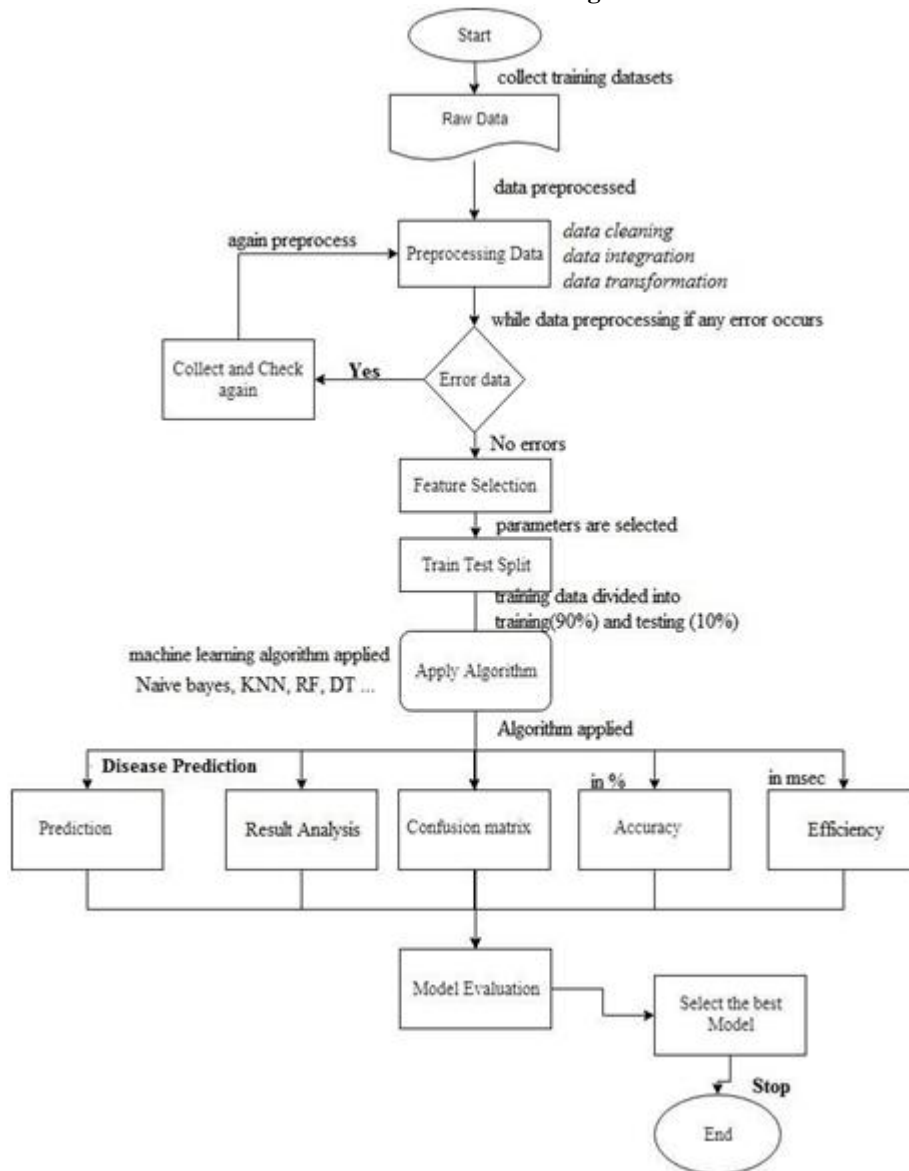 Start
collect training datasets
Raw Data
data preprocessed
again preprocess
Preprocessing Data
data cleaning
data integration
data transformation
while data preprocessing if any error occurs
Collect and Check
again
Yes
Error data
No errors
Feature Selection
parameters are selected
Train Test Split
training data divided into
training(90%) and testing (10%)
machine learning algorithm applied
Naive bayes, KNN, RF, DT ...
Apply Algorithm
Algorithm applied
Disease Prediction
in %
in msec
Prediction
Result Analysis
Confusion matrix
Accuracy
Efficiency
Model Evaluation
Select the best
Model
Stop
End